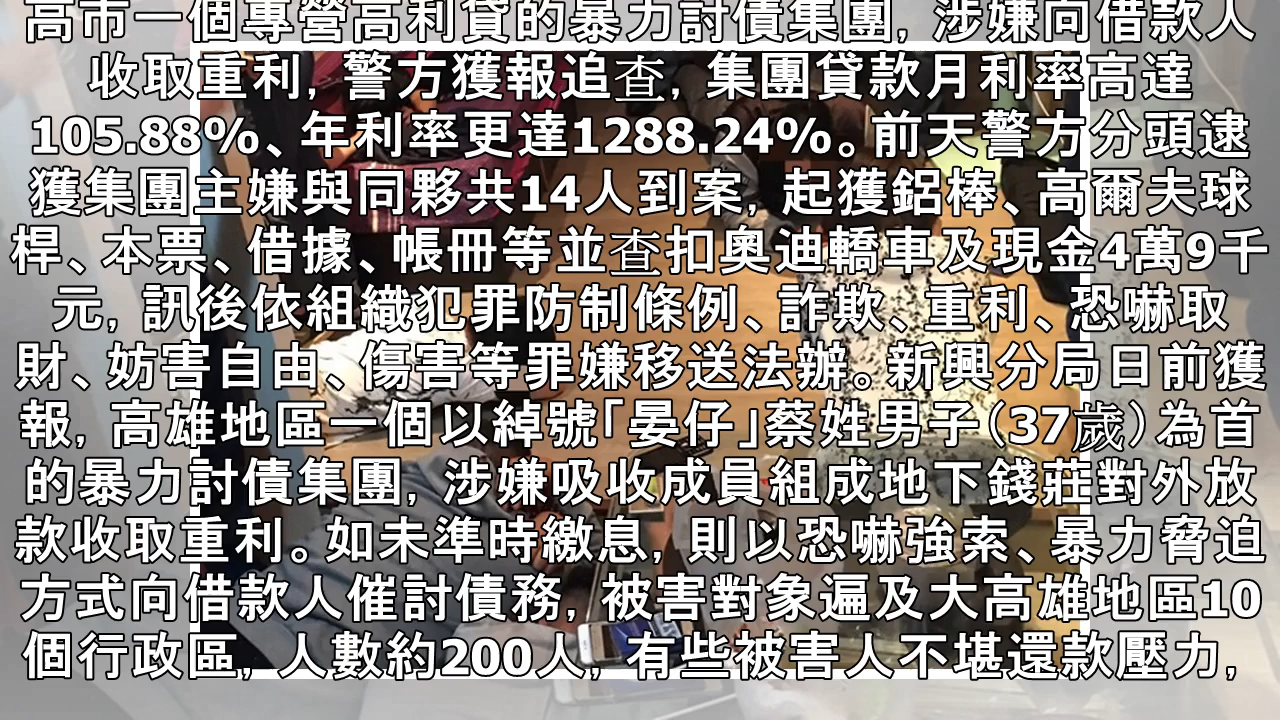 高市一個專營高利貸的暴力討債集團，涉嫌向借款人
收取重利，警方獲報追查，集團貸款月利率高達
105.88%、年利率更達1288.24%。前天警方分頭逮
獲集團主嫌與同夥共14人到案，起獲鋁棒、高爾夫球
桿、本票、借據、帳冊等並查扣奧迪轎車及現金4萬9千
元，訊後依組織犯罪防制條例、詐欺、重利、恐嚇取
財、妨害自由、傷害等罪嫌移送法辦。新興分局日前獲
報，高雄地區一個以綽號「晏仔」蔡姓男子（37歲）為首
的暴力討債集團，涉嫌吸收成員組成地下錢莊對外放
款收取重利。如未準時繳息，則以恐嚇強索、暴力脅迫
方式向借款人催討債務，被害對象遍及大高雄地區10
個行政區，人數約200人，有些被害人不堪還款壓力，